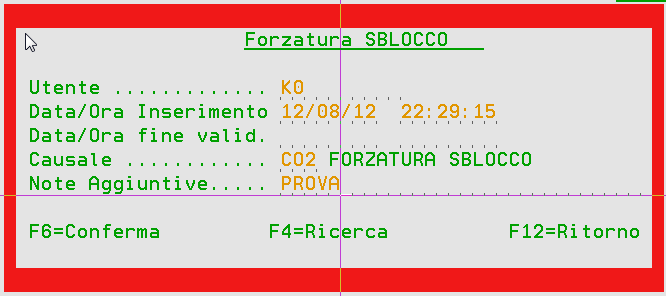 Forzatura SBLOCCO
Utente ............. K0
Data/Ora Inserimento 12/08/12 22:29:15
Data/Ora fine valid.
Causale ............ CO2 FORZATURA SBLOCCO
Note Aggiuntive..... PROVA
F6=Conferma F4=Ricerca F12=Ritorno